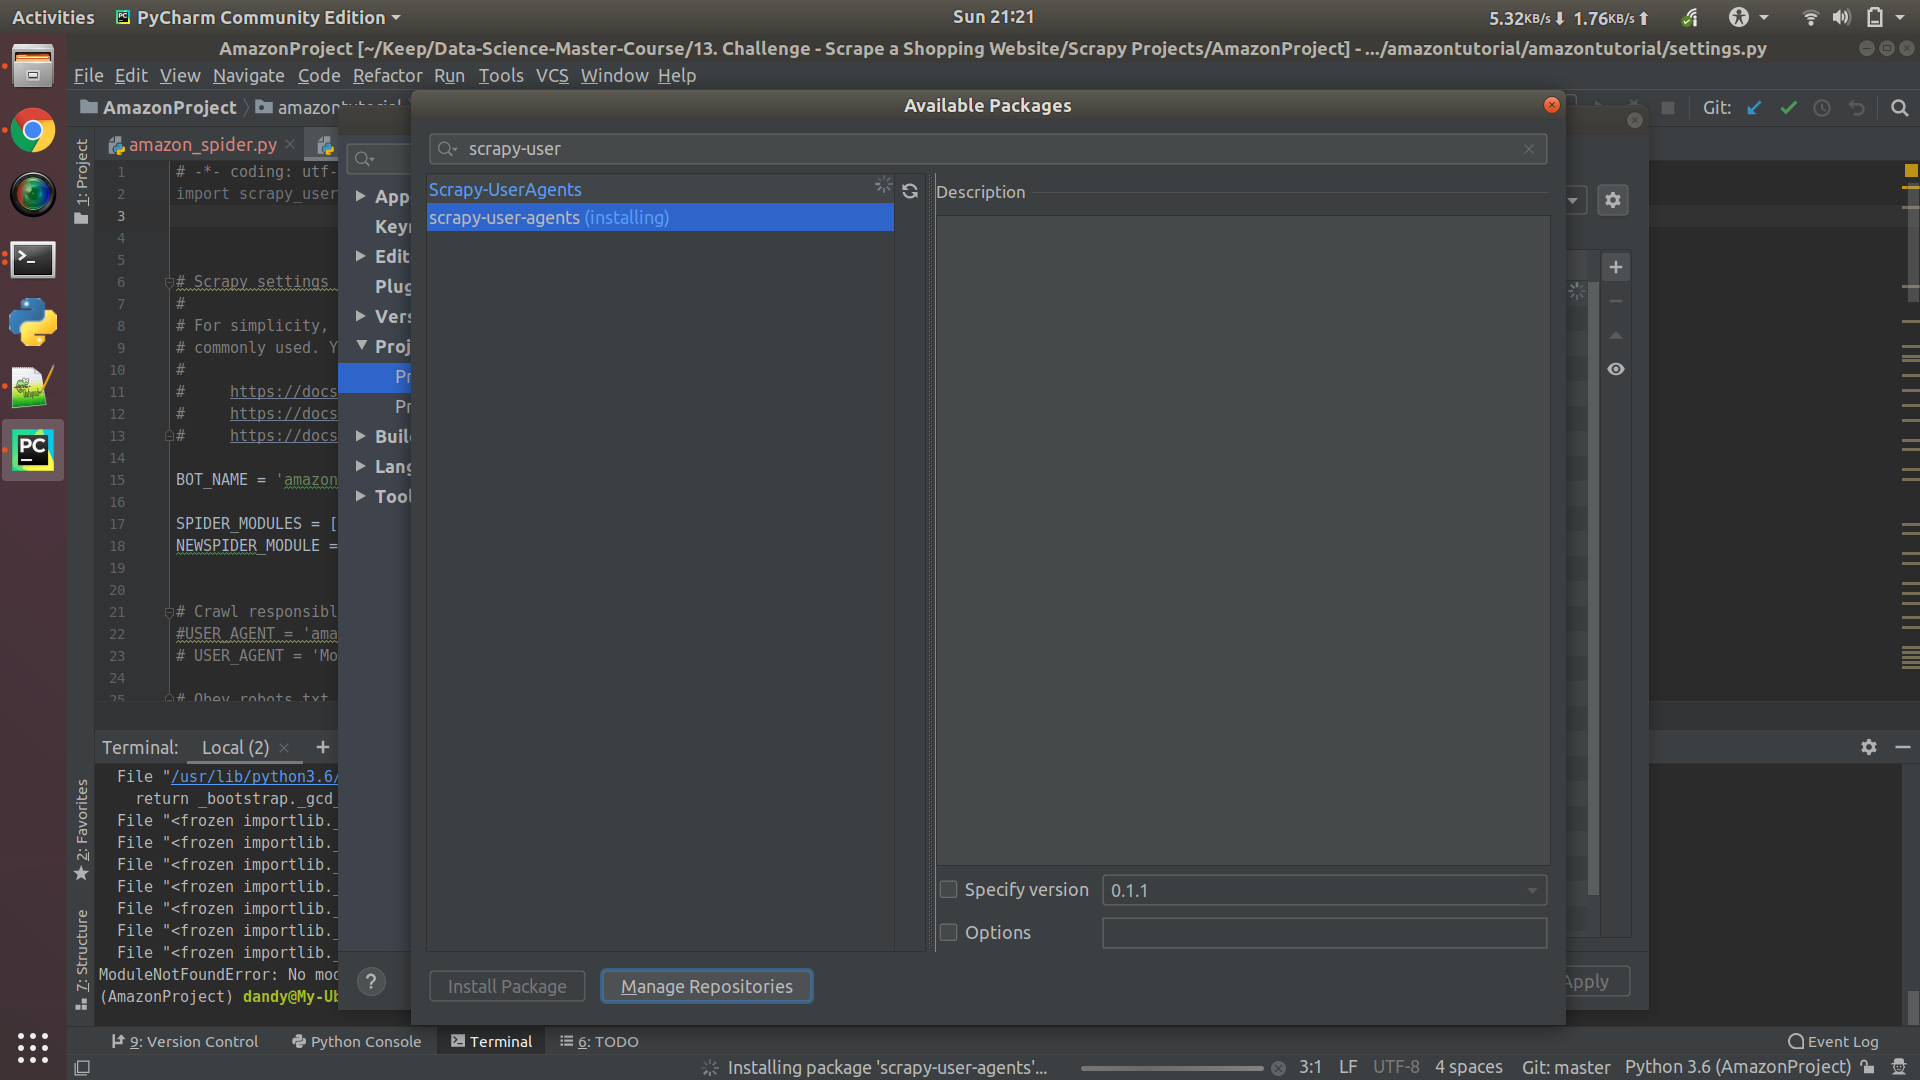 Activities PyCharm Community Edition Sun 21:21 5.32KB/s 1.76KB/s
AmazonProject [~/Keep/Data-Science-Master-Course/13. Challenge - Scrape a Shopping Website/Scrapy Projects/AmazonProject] - .../amazontutorial/amazontutorial/settings.py
File Edit View Navigate Code Refactor Run Tools VCS Window Help
AmazonProject amazontutorial Git:
Available Packages
amazon_spider.py
scrapy-user
1: Project
1 # -*- coding: utf-
2 import scrapy_user
3
4
5
6 # Scrapy settings
7 #
8 # For simplicity,
9 # commonly used. Y
10 #
11 # https://docs
12 # https://docs
13 # https://docs
14
15 BOT_NAME = 'amazon
16
17 SPIDER_MODULES = [
18 NEWSPIDER_MODULE =
19
20
21 # Crawl responsibl
22 #USER_AGENT = 'ama
23 # USER_AGENT = 'Mo
24
25 # Obey robots.txt
App
Key
Edit
Plug
Vers
Proj
Pr
Pr
Buil
Lang
Tool
Scrapy-UserAgents
scrapy-user-agents (installing)
Description
Specify version 0.1.1
Options
Install Package Manage Repositories
? Apply
Terminal: Local (2) +
File "/usr/lib/python3.6/
return _bootstrap._gcd_
File "<frozen importlib._
File "<frozen importlib._
File "<frozen importlib._
File "<frozen importlib._
File "<frozen importlib._
File "<frozen importlib._
File "<frozen importlib._
ModuleNotFoundError: No mod
(AmazonProject) dandy@My-Ub
2: Favorites
7: Structure
9: Version Control Python Console Terminal 6: TODO Event Log
Installing package 'scrapy-user-agents'... 3:1 LF UTF-8 4 spaces Git: master Python 3.6 (AmazonProject)